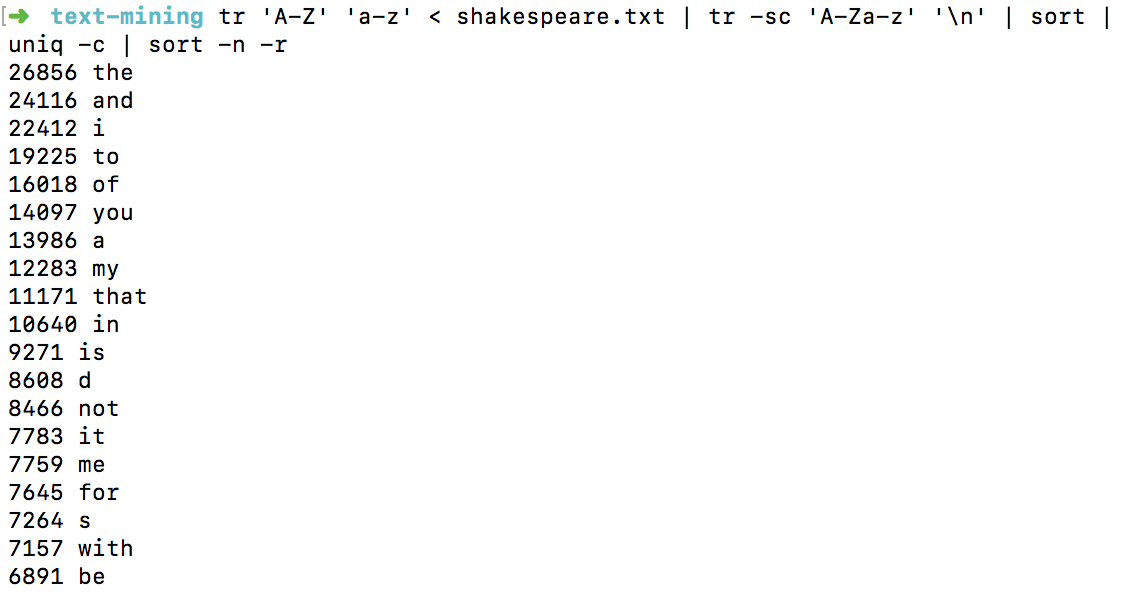 [➜  text-mining tr 'A-Z' 'a-z' < shakespeare.txt | tr -sc 'A-Za-z' '\n' | sort |
uniq -c | sort -n -r
26856 the
24116 and
22412 i
19225 to
16018 of
14097 you
13986 a
12283 my
11171 that
10640 in
9271 is
8608 d
8466 not
7783 it
7759 me
7645 for
7264 s
7157 with
6891 be